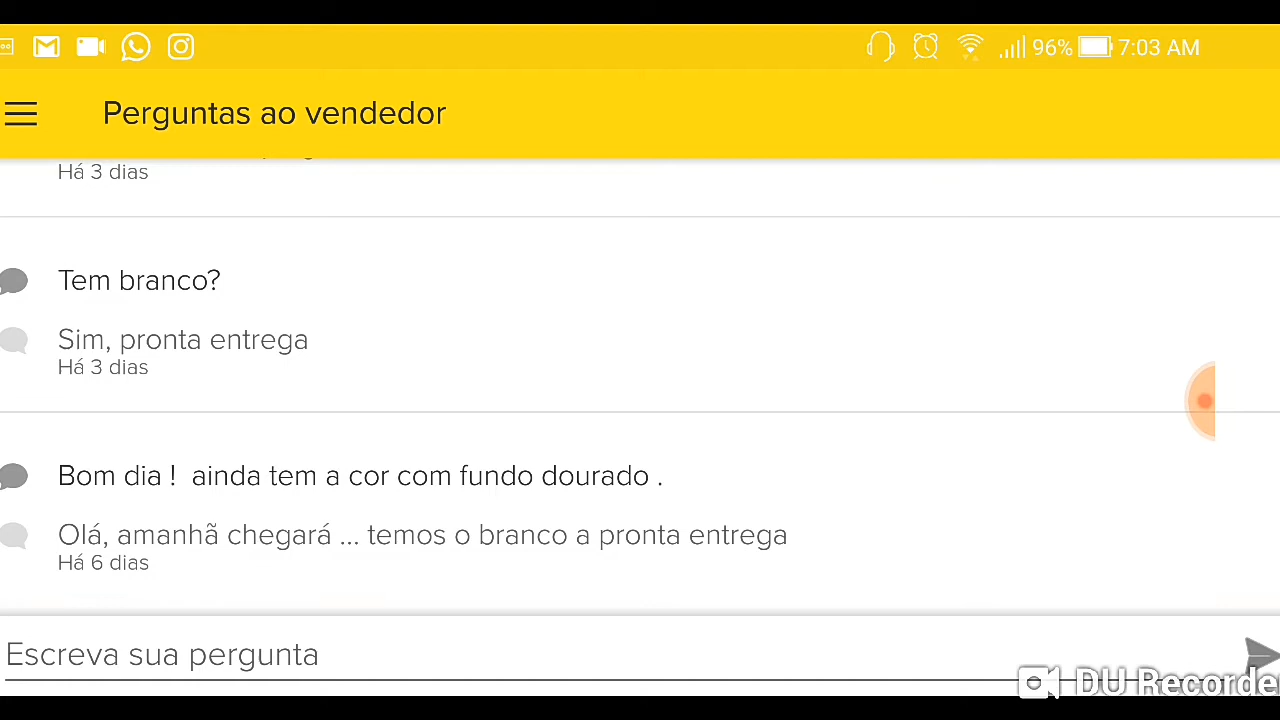 96% 7:03 AM
Perguntas ao vendedor
Há 3 dias
Tem branco?
Sim, pronta entrega
Há 3 dias
Bom dia ! ainda tem a cor com fundo dourado .
Olá, amanhã chegará ... temos o branco a pronta entrega
Há 6 dias
Escreva sua pergunta
DU Recorde